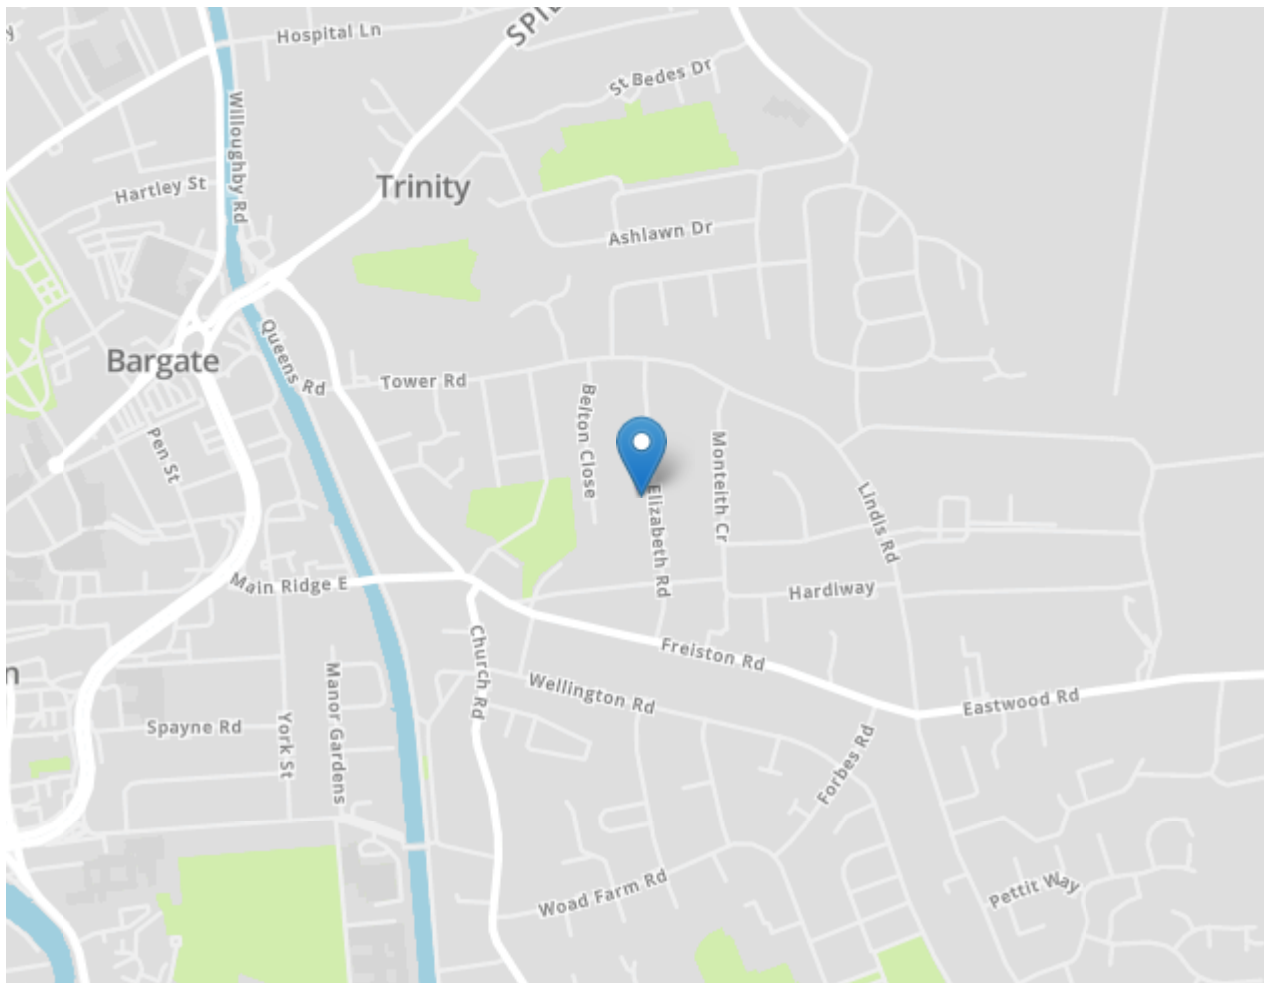 Hospital Ln
SPIL
St Bedes Dr
Willoughby Rd
Hartley St
Trinity
Ashlawn Dr
Queens Rd
Bargate
Tower Rd
Belton Close
Pen St
Monteith Cr
Elizabeth Rd
Lindis Rd
Main Ridge E
Hardiway
Church Rd
Freiston Rd
Wellington Rd
Manor Gardens
Eastwood Rd
Spayne Rd
York St
Forbes Rd
Pettit Way
Woad Farm Rd